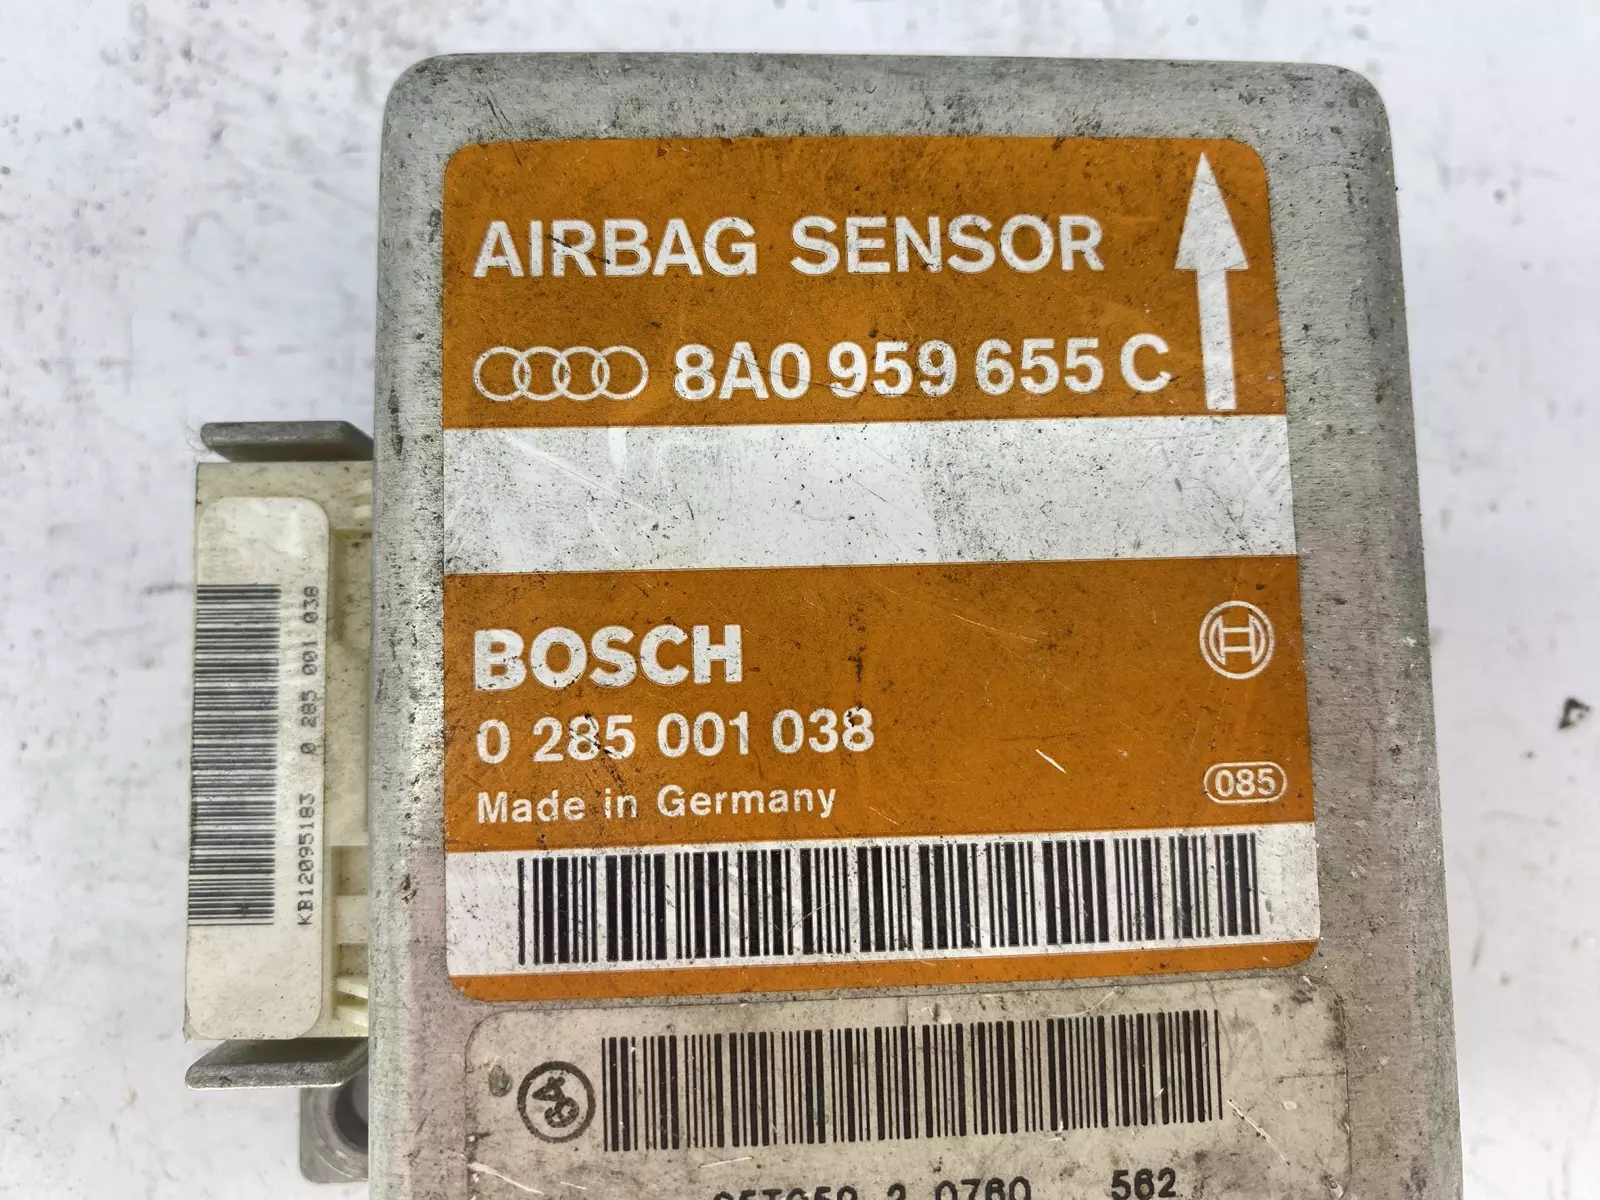 AIRBAG SENSOR
8A0 959 655 C
BOSCH
0 285 001 038
Made in Germany
085
KB12095183 0 285 001 038
0760 562